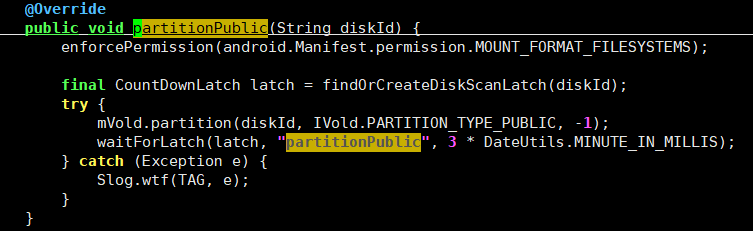 @Override
public void partitionPublic(String diskId) {
enforcePermission(android.Manifest.permission.MOUNT_FORMAT_FILESYSTEMS);
final CountDownLatch latch = findOrCreateDiskScanLatch(diskId);
try {
mVold.partition(diskId, IVold.PARTITION_TYPE_PUBLIC, -1);
waitForLatch(latch, "partitionPublic", 3 * DateUtils.MINUTE_IN_MILLIS);
} catch (Exception e) {
Slog.wtf(TAG, e);
}
}